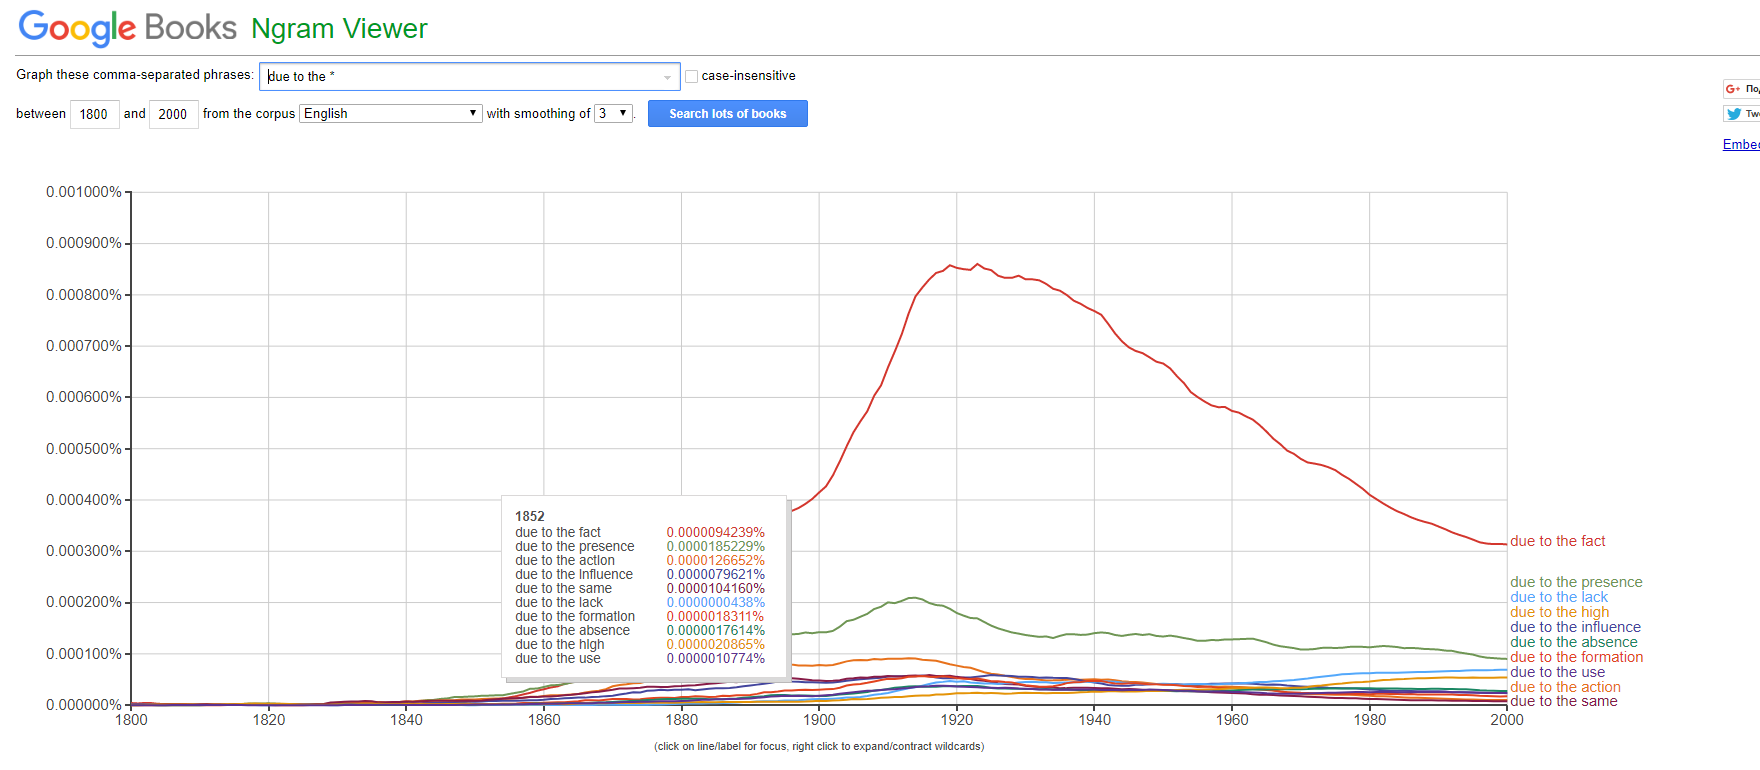 Google Books Ngram Viewer
Graph these comma-separated phrases: due to the * case-insensitive
between 1800 and 2000 from the corpus English with smoothing of 3 . Search lots of books
G+ По
Tw
Embe
0.001000%
0.000900%
0.000800%
0.000700%
0.000600%
0.000500%
0.000400%
0.000300%
0.000200%
0.000100%
0.000000%
1852
due to the fact 0.0000094239%
due to the presence 0.0000185229%
due to the action 0.0000126652%
due to the influence 0.0000079621%
due to the same 0.0000104160%
due to the lack 0.0000000438%
due to the formation 0.0000018311%
due to the absence 0.0000017614%
due to the high 0.0000020865%
due to the use 0.0000010774%
due to the fact
due to the presence
due to the lack
due to the high
due to the influence
due to the absence
due to the formation
due to the use
due to the action
due to the same
1800 1820 1840 1860 1880 1900 1920 1940 1960 1980 2000
(click on line/label for focus, right click to expand/contract wildcards)